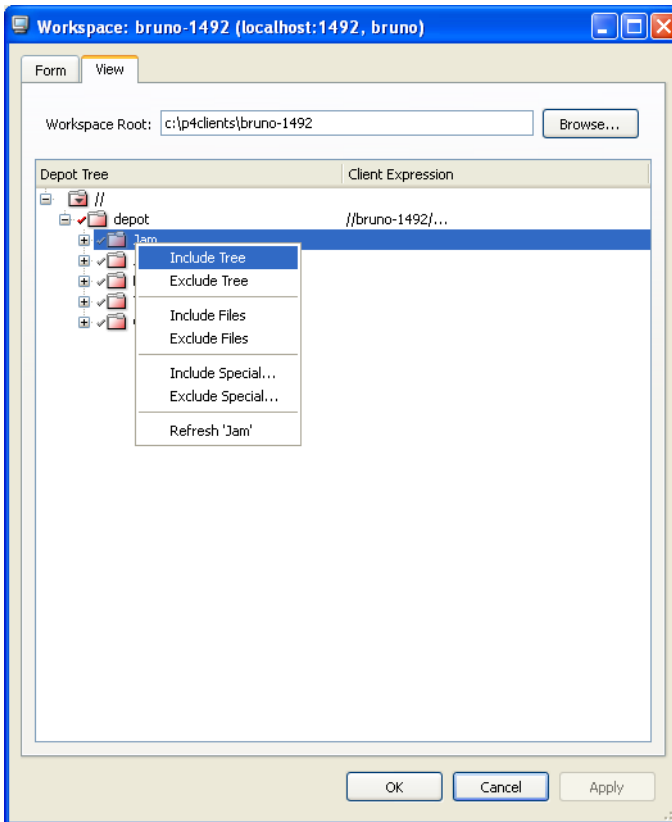 Workspace: bruno-1492 (localhost:1492, bruno)
Form View
Workspace Root: c:\p4clients\bruno-1492 Browse...
Depot Tree Client Expression
//
depot //bruno-1492/...
Jam
Include Tree
Exclude Tree
Include Files
Exclude Files
Include Special...
Exclude Special...
Refresh 'Jam'
OK Cancel Apply